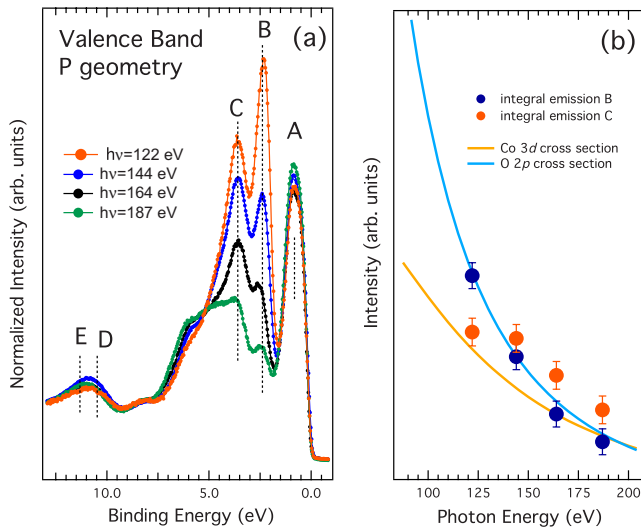 Valence Band
P geometry
(a)
B
C
A
hν=122 eV
hν=144 eV
hν=164 eV
hν=187 eV
E
D
Normalized Intensity (arb. units)
10.0
5.0
0.0
Binding Energy (eV)
(b)
integral emission B
integral emission C
Co 3d cross section
O 2p cross section
Intensity (arb. units)
100
125
150
175
200
Photon Energy (eV)